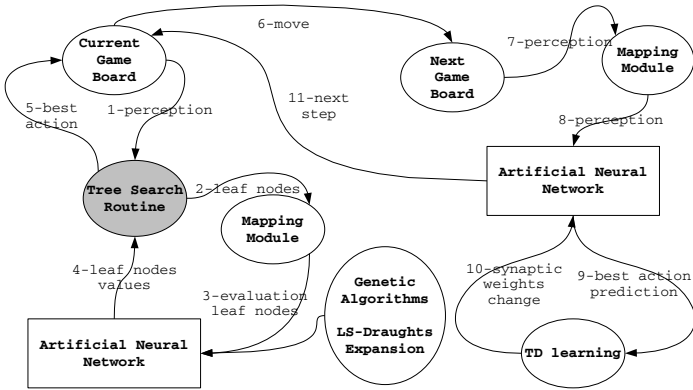 6-move
Current
Game
Board
7-perception
Mapping
Module
Next
Game
Board
5-best
action
1-perception
11-next
step
8-perception
Artificial Neural
Network
Tree Search
Routine
2-leaf nodes
Mapping
Module
4-leaf nodes
values
3-evaluation
leaf nodes
Genetic
Algorithms
LS-Draughts
Expansion
10-synaptic
weights
change
9-best action
prediction
Artificial Neural
Network
TD learning